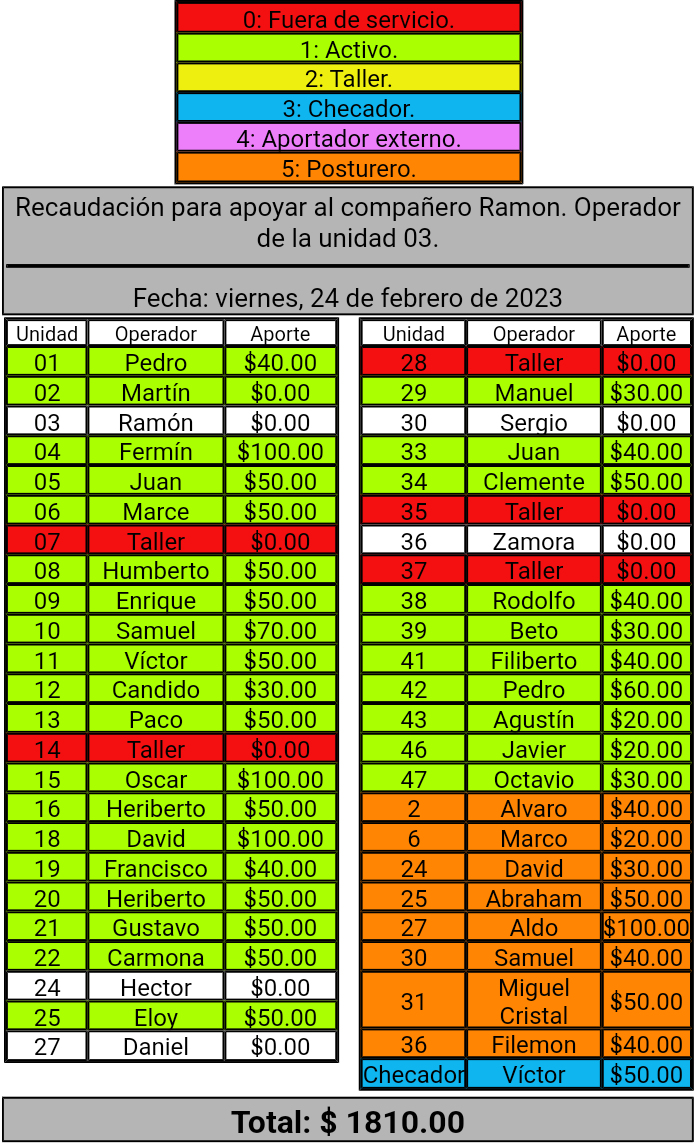 0: Fuera de servicio.
1: Activo.
2: Taller.
3: Checador.
4: Aportador externo.
5: Posturero.
Recaudación para apoyar al compañero Ramon. Operador
de la unidad 03.
Fecha: viernes, 24 de febrero de 2023
Unidad Operador Aporte
01 Pedro $40.00
02 Martín $0.00
03 Ramón $0.00
04 Fermín $100.00
05 Juan $50.00
06 Marce $50.00
07 Taller $0.00
08 Humberto $50.00
09 Enrique $50.00
10 Samuel $70.00
11 Víctor $50.00
12 Candido $30.00
13 Paco $50.00
14 Taller $0.00
15 Oscar $100.00
16 Heriberto $50.00
18 David $100.00
19 Francisco $40.00
20 Heriberto $50.00
21 Gustavo $50.00
22 Carmona $50.00
24 Hector $0.00
25 Eloy $50.00
27 Daniel $0.00
Unidad Operador Aporte
28 Taller $0.00
29 Manuel $30.00
30 Sergio $0.00
33 Juan $40.00
34 Clemente $50.00
35 Taller $0.00
36 Zamora $0.00
37 Taller $0.00
38 Rodolfo $40.00
39 Beto $30.00
41 Filiberto $40.00
42 Pedro $60.00
43 Agustín $20.00
46 Javier $20.00
47 Octavio $30.00
2 Alvaro $40.00
6 Marco $20.00
24 David $30.00
25 Abraham $50.00
27 Aldo $100.00
30 Samuel $40.00
31 Miguel
Cristal $50.00
36 Filemon $40.00
Checador Víctor $50.00
Total: $ 1810.00